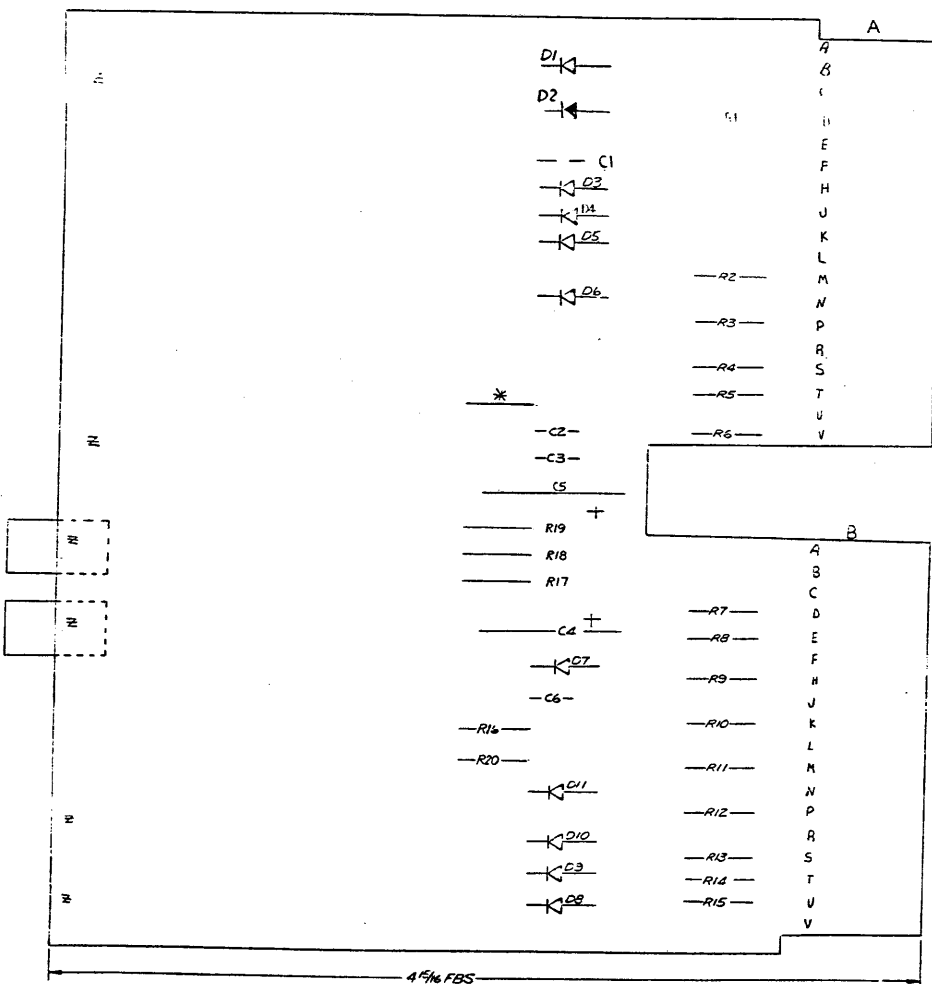 A
A
D1
B
D2
E
C1
F
D3
H
D4
J
D5
K
L
R2
M
D6
N
R3
P
R
R4
S
*
R5
T
U
C2
R6
V
C3
C5
+
B
R19
A
R18
B
R17
C
+
R7
D
C4
R8
E
D7
F
R9
H
C6
J
R16
R10
K
L
R20
R11
M
D11
N
R12
P
R
D10
R13
S
D9
R14
T
D8
R15
U
V
4 15/16 FBS